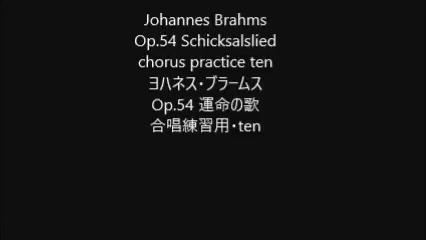 Johannes Brahms
Op.54 Schicksalslied
chorus practice ten
ヨハネス・ブラームス
Op.54 運命の歌
合唱練習用・ten